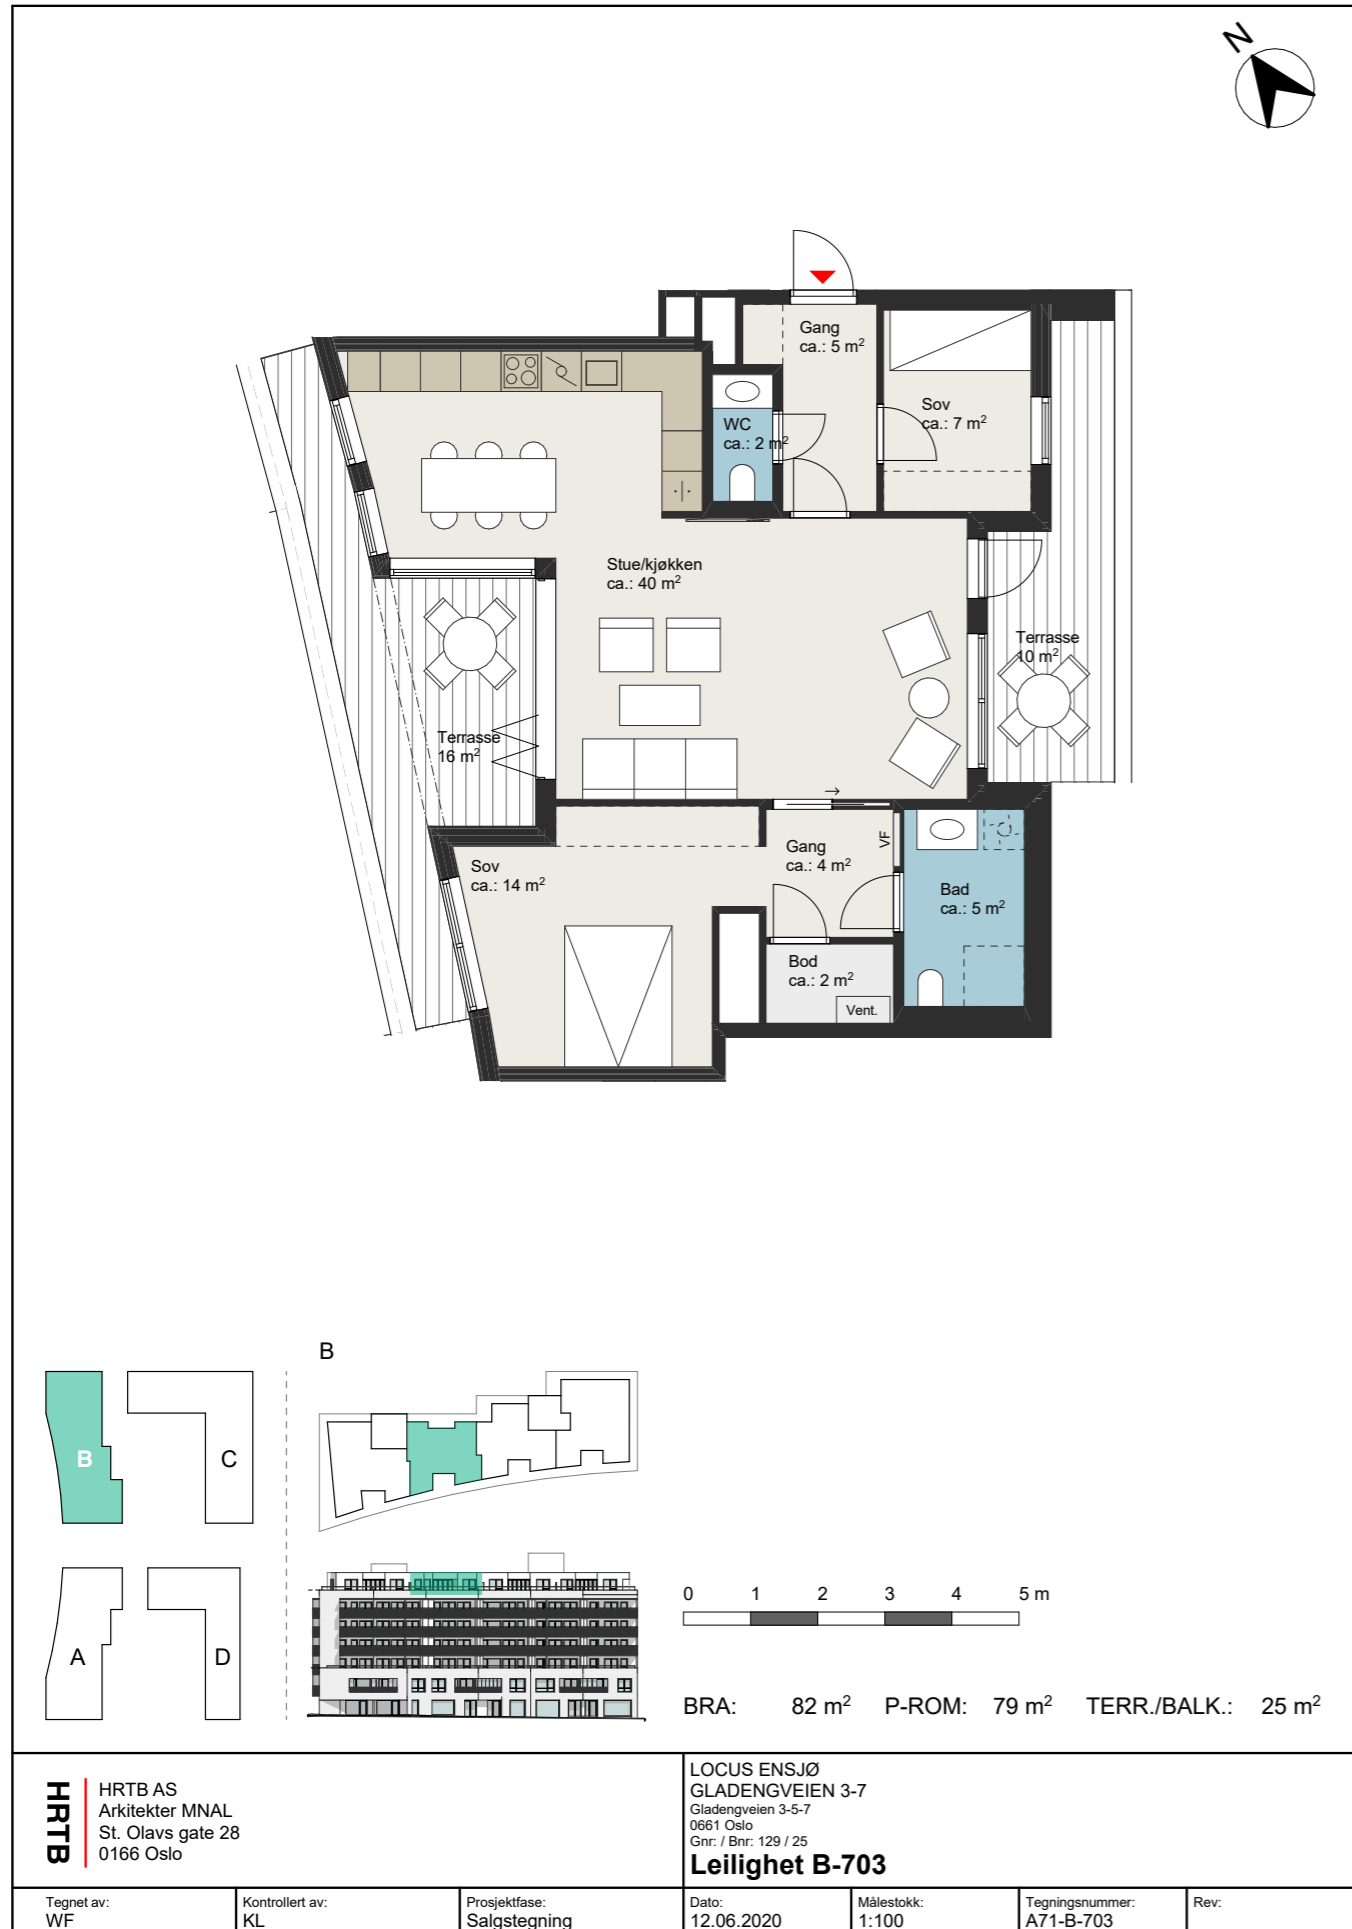 N
Gang
ca.: 5 m²
Sov
ca.: 7 m²
WC
ca.: 2 m²
Stue/kjøkken
ca.: 40 m²
Terrasse
10 m²
Terrasse
16 m²
Sov
ca.: 14 m²
Gang
ca.: 4 m²
VF
Bad
ca.: 5 m²
Bod
ca.: 2 m²
Vent.
B
B
C
A
D
0 1 2 3 4 5 m
BRA: 82 m² P-ROM: 79 m² TERR./BALK.: 25 m²
HRTB
HRTB AS
Arkitekter MNAL
St. Olavs gate 28
0166 Oslo
LOCUS ENSJØ
GLADENGVEIEN 3-7
Gladengveien 3-5-7
0661 Oslo
Gnr: / Bnr: 129 / 25
Leilighet B-703
Tegnet av:
WF
Kontrollert av:
KL
Prosjektfase:
Salgstegning
Dato:
12.06.2020
Målestokk:
1:100
Tegningsnummer:
A71-B-703
Rev: